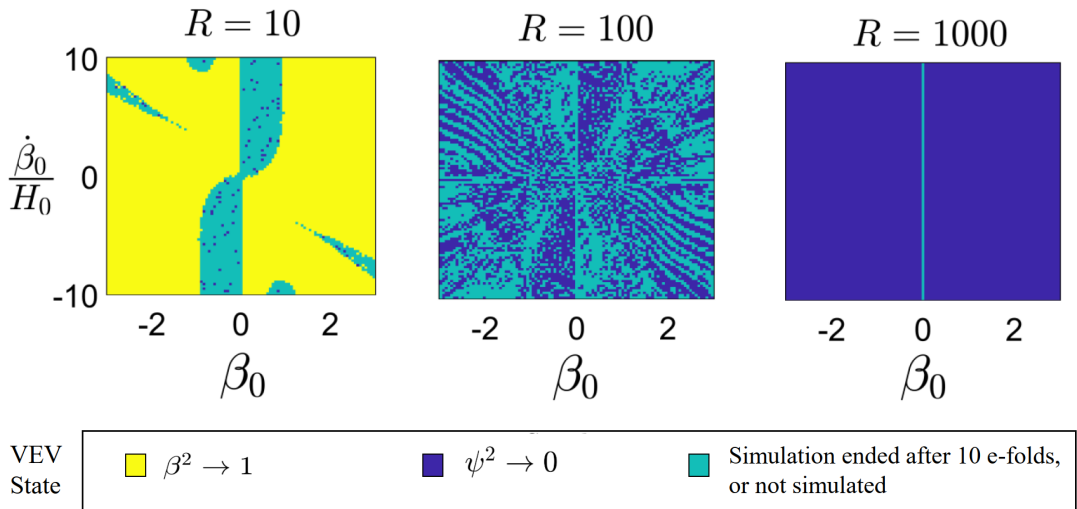 R = 10
R = 100
R = 1000
10
0
-10
β̇₀/H₀
-2 0 2
-2 0 2
-2 0 2
β₀
β₀
β₀
VEV
State
β² → 1
ψ² → 0
Simulation ended after 10 e-folds,
or not simulated